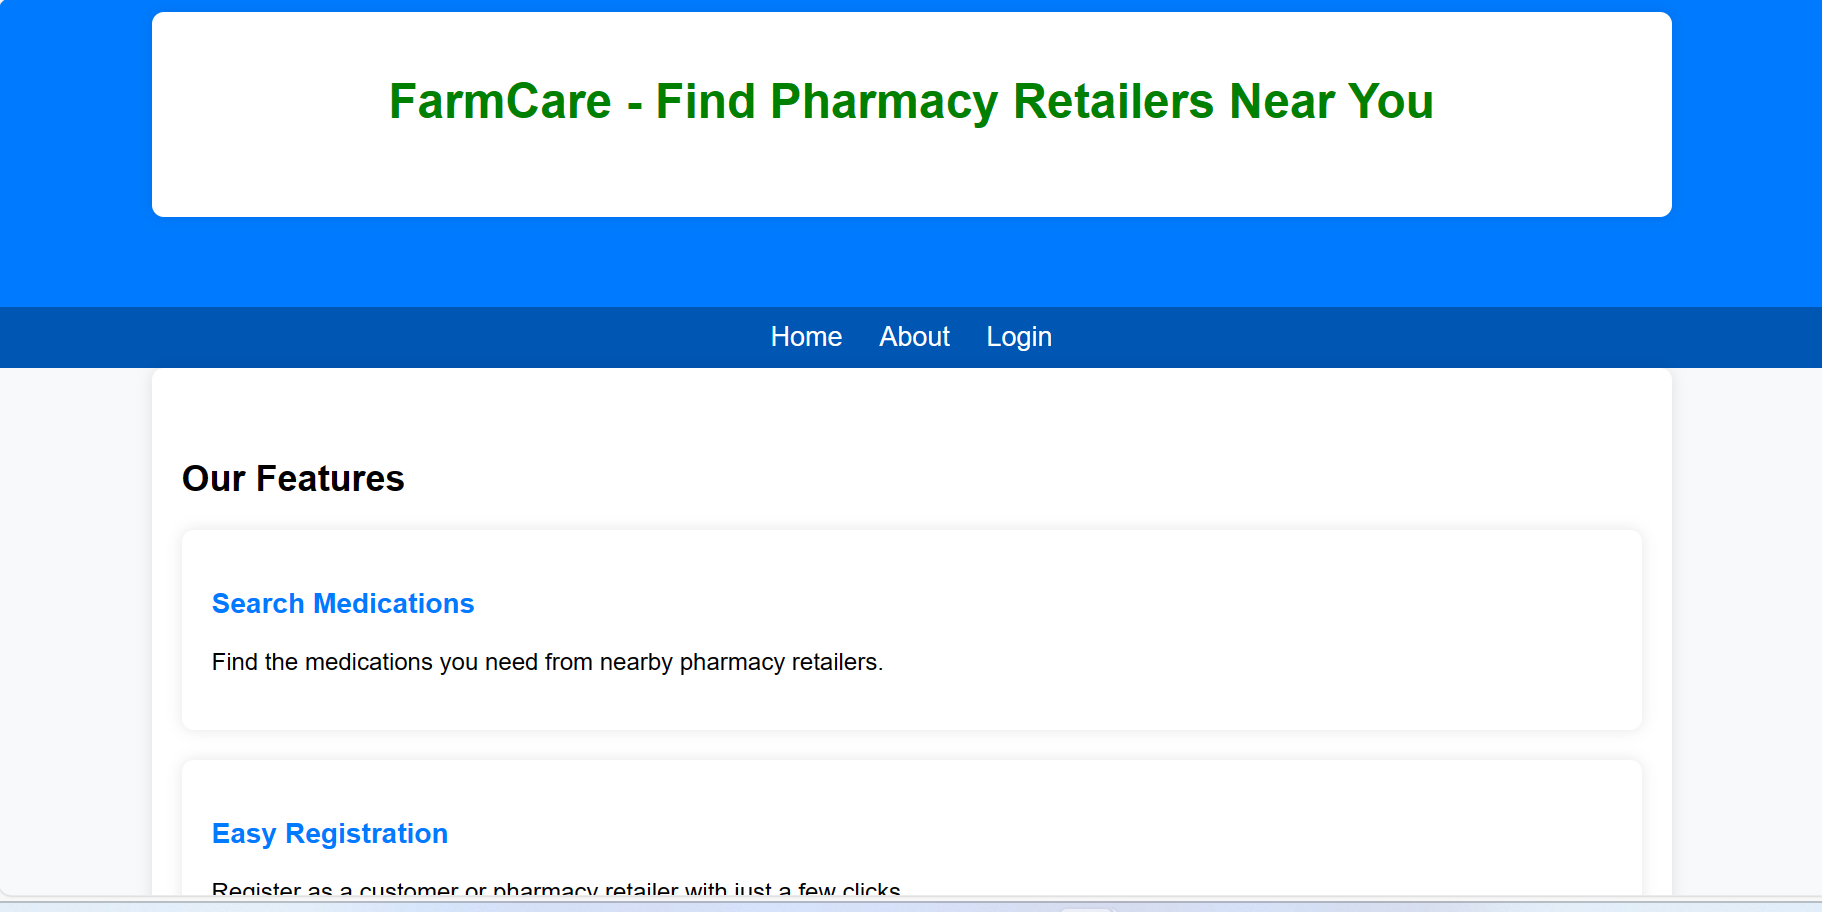 FarmCare - Find Pharmacy Retailers Near You
Home About Login
Our Features
Search Medications
Find the medications you need from nearby pharmacy retailers.
Easy Registration
Register as a customer or pharmacy retailer with just a few clicks